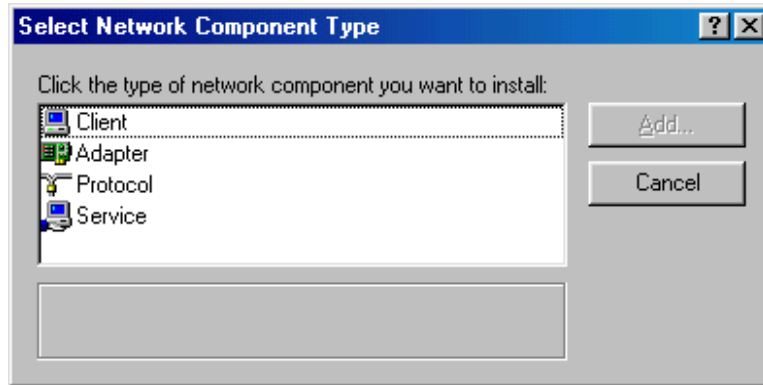 Select Network Component Type
Click the type of network component you want to install:
Client
Add...
Adapter
Protocol
Cancel
Service